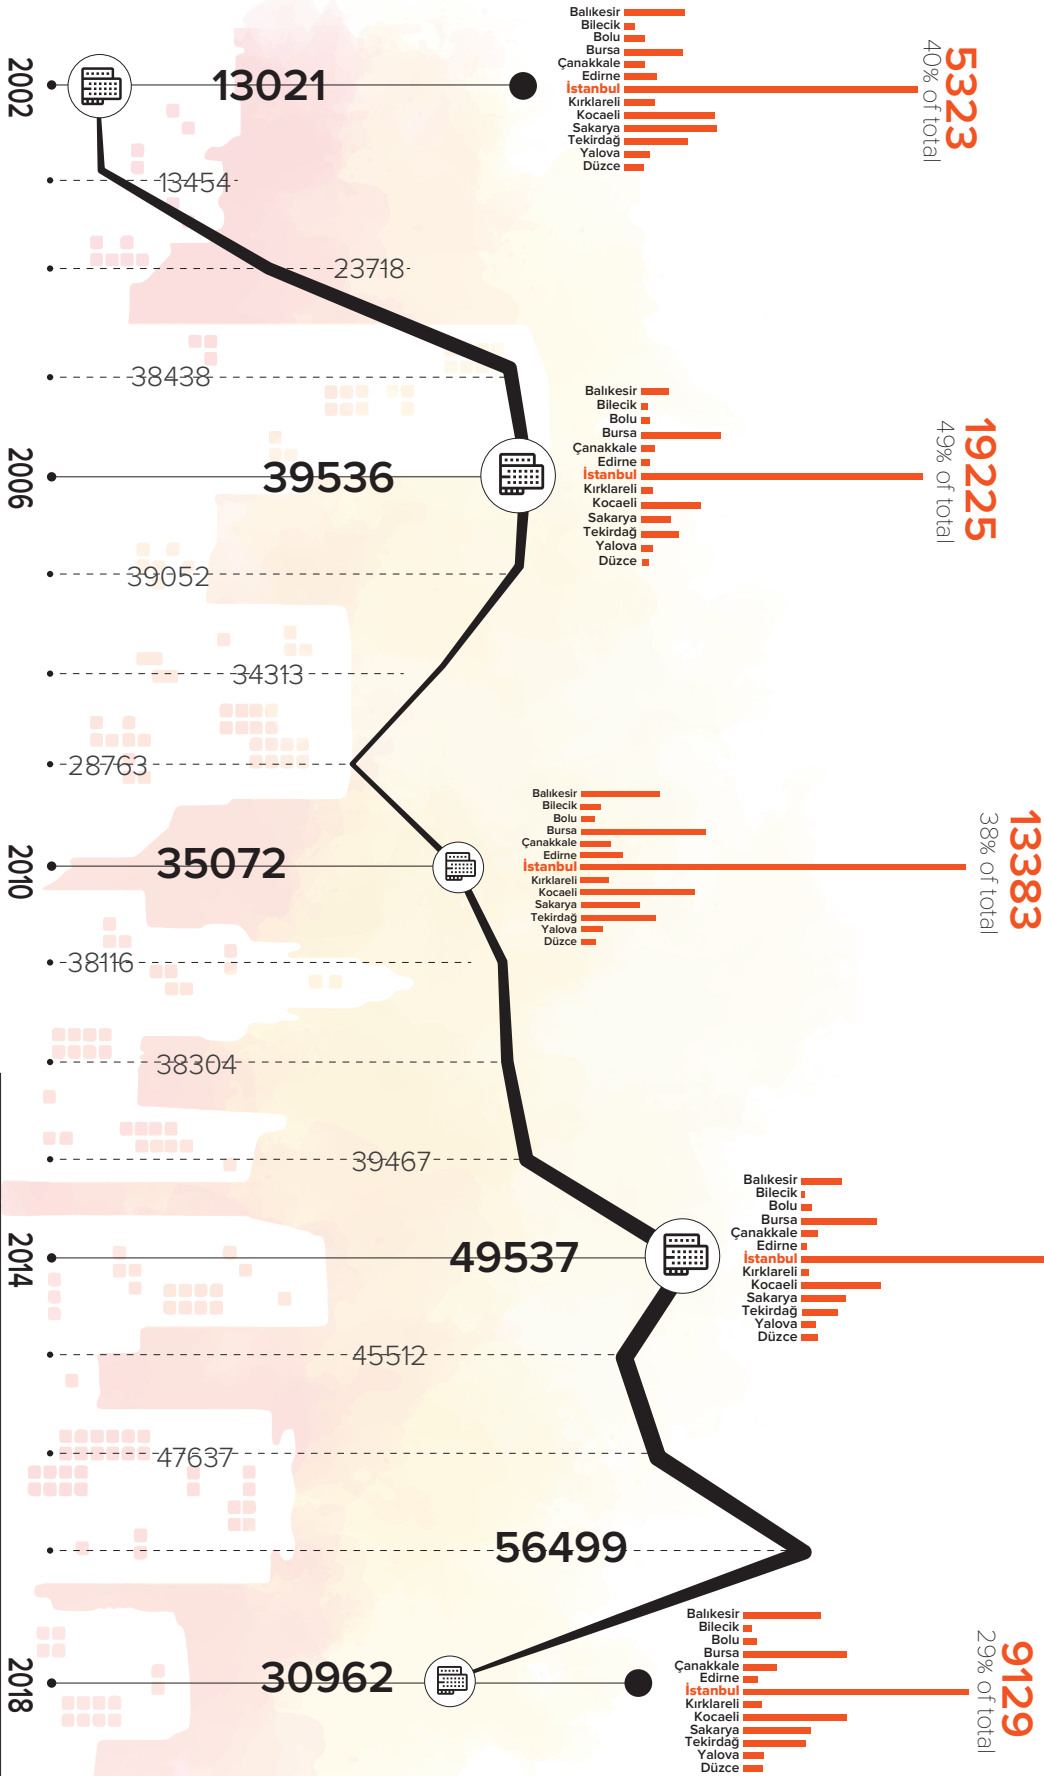 2002
13021
Balıkesir
Bilecik
Bolu
Bursa
Çanakkale
Edirne
İstanbul
Kırklareli
Kocaeli
Sakarya
Tekirdağ
Yalova
Düzce
5323
40% of total
13454
23718
38438
2006
39536
Balıkesir
Bilecik
Bolu
Bursa
Çanakkale
Edirne
İstanbul
Kırklareli
Kocaeli
Sakarya
Tekirdağ
Yalova
Düzce
19225
49% of total
39052
34313
28763
2010
35072
Balıkesir
Bilecik
Bolu
Bursa
Çanakkale
Edirne
İstanbul
Kırklareli
Kocaeli
Sakarya
Tekirdağ
Yalova
Düzce
13383
38% of total
38116
38304
39467
2014
49537
Balıkesir
Bilecik
Bolu
Bursa
Çanakkale
Edirne
İstanbul
Kırklareli
Kocaeli
Sakarya
Tekirdağ
Yalova
Düzce
45512
47637
56499
2018
30962
Balıkesir
Bilecik
Bolu
Bursa
Çanakkale
Edirne
İstanbul
Kırklareli
Kocaeli
Sakarya
Tekirdağ
Yalova
Düzce
9129
29% of total